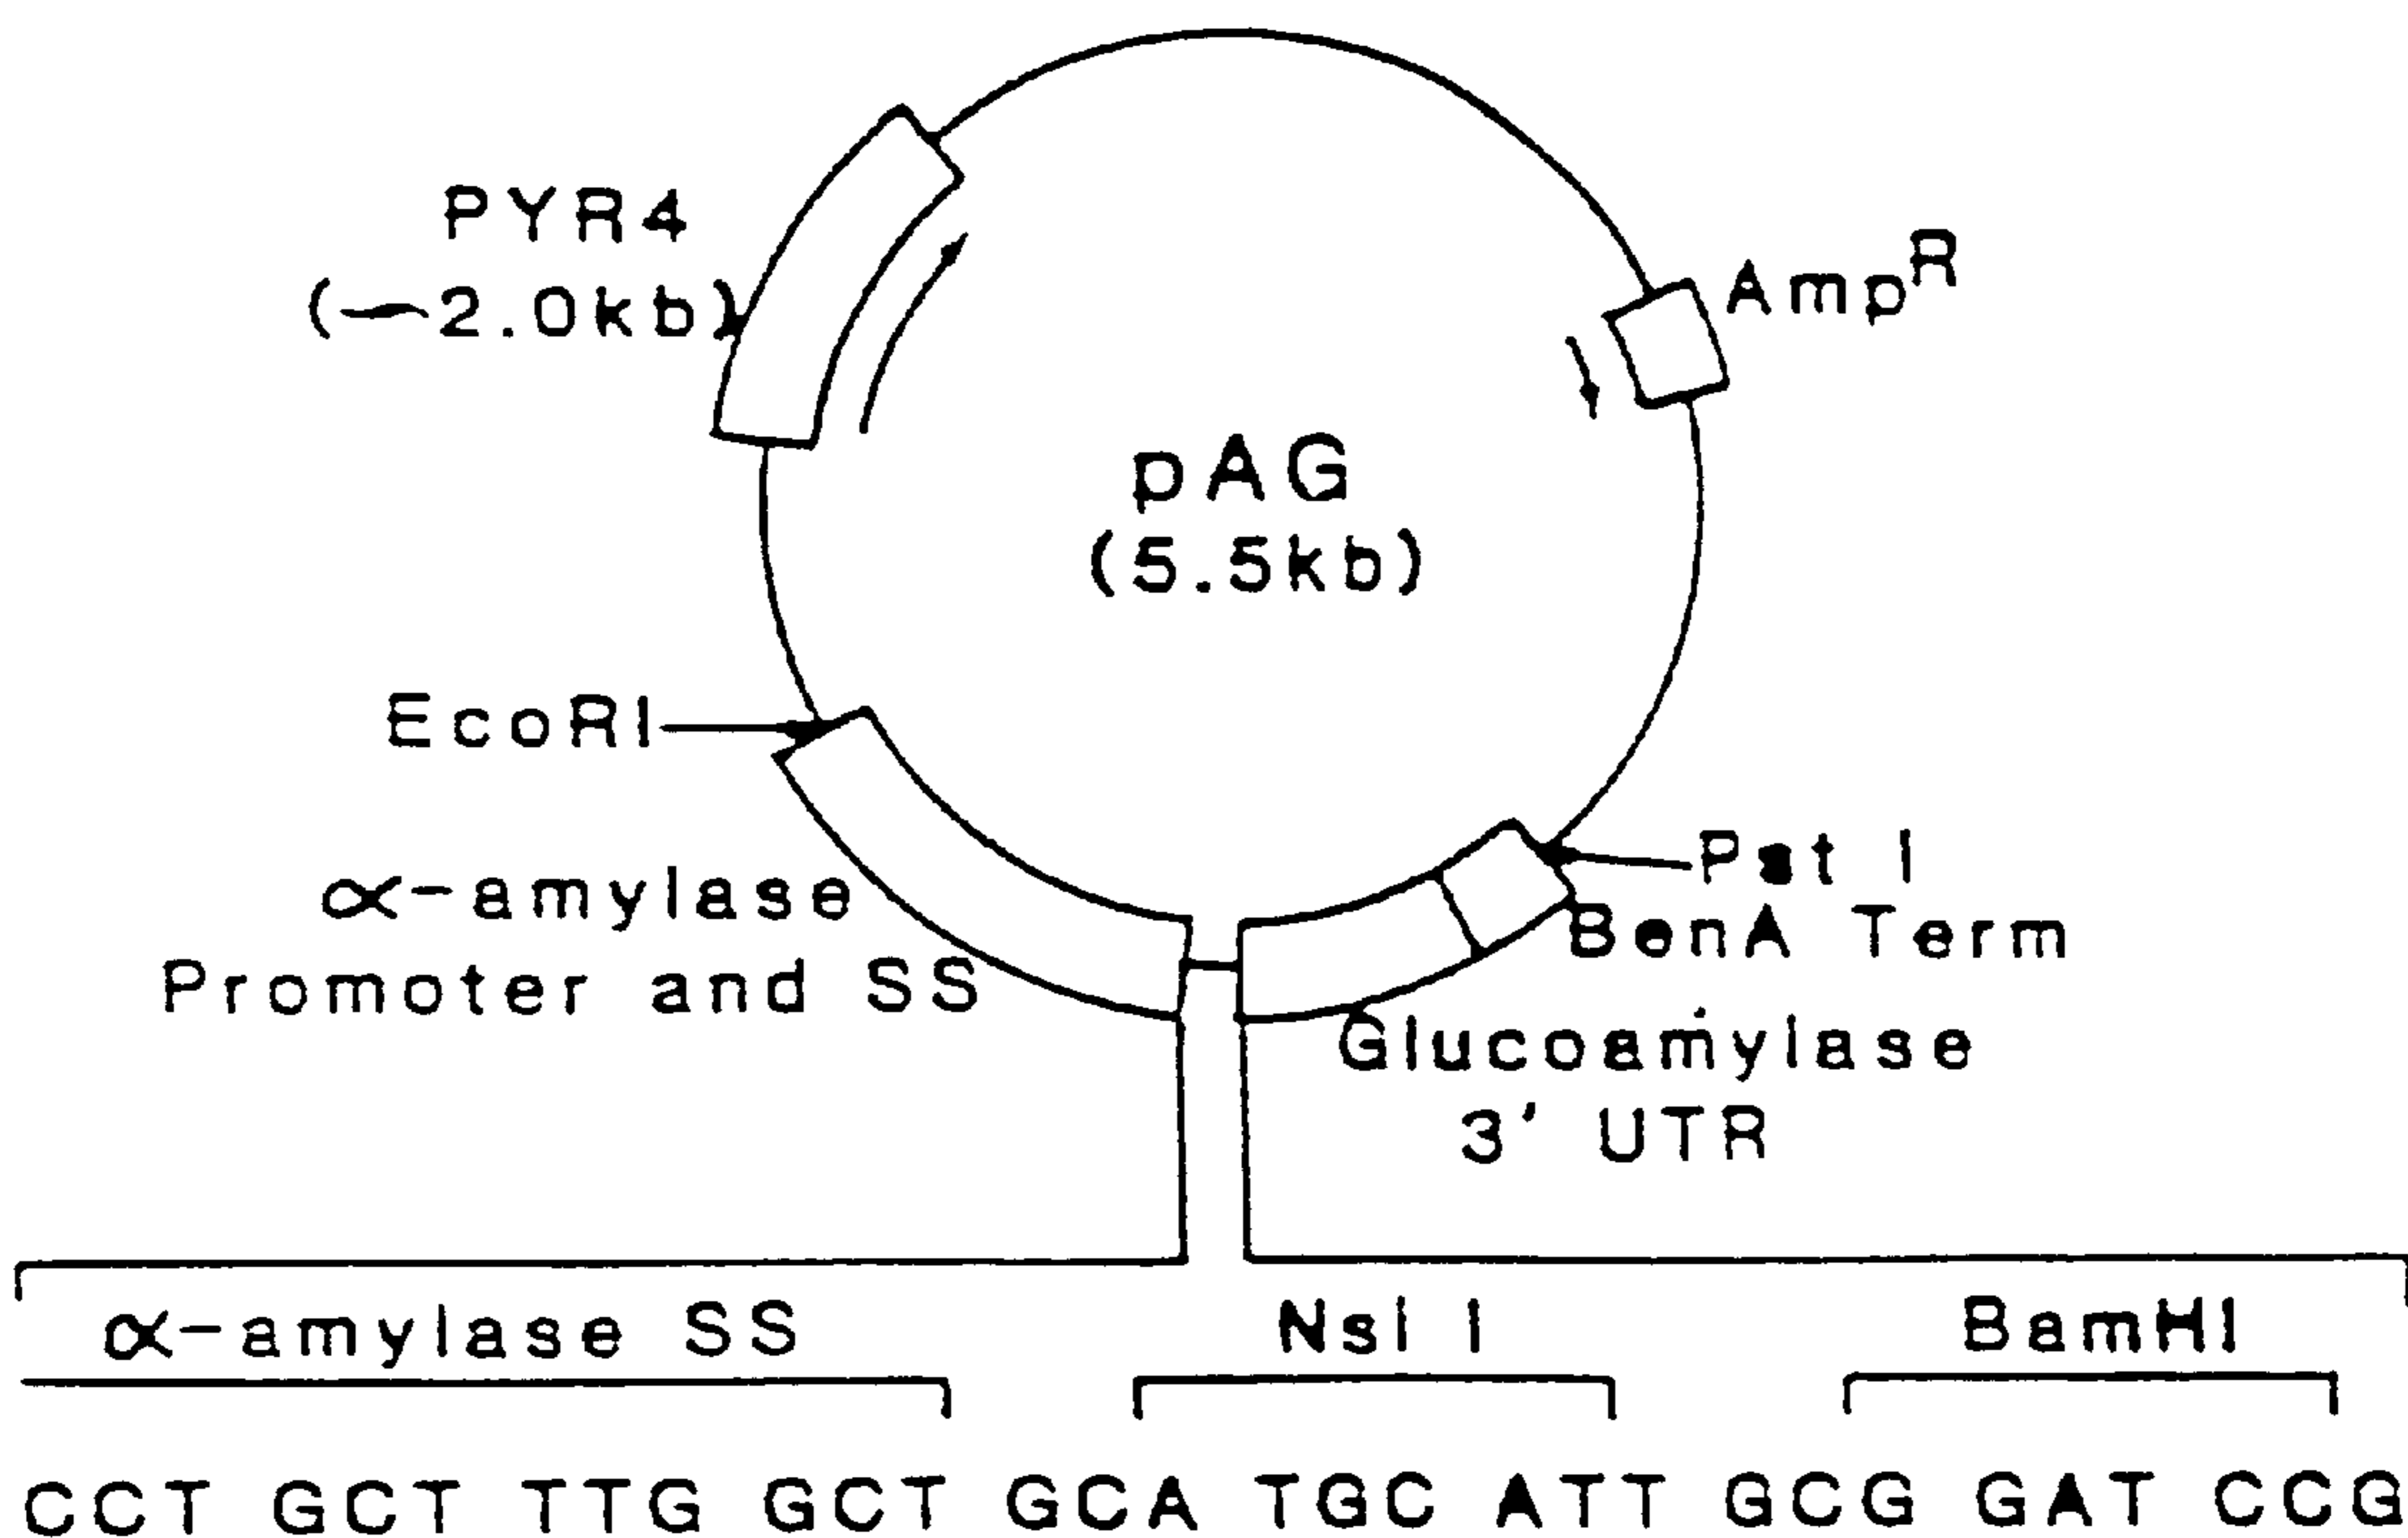 PYR4
(~2.0kb)
Amp^R
pAG
(5.5kb)
EcoRI
Pst I
BenA Term
α-amylase
Promoter and SS
Glucoamylase
3' UTR
α-amylase SS Nsi I BamHI
CCT GCT TTG GCT GCA TGC ATT GCG GAT CCG